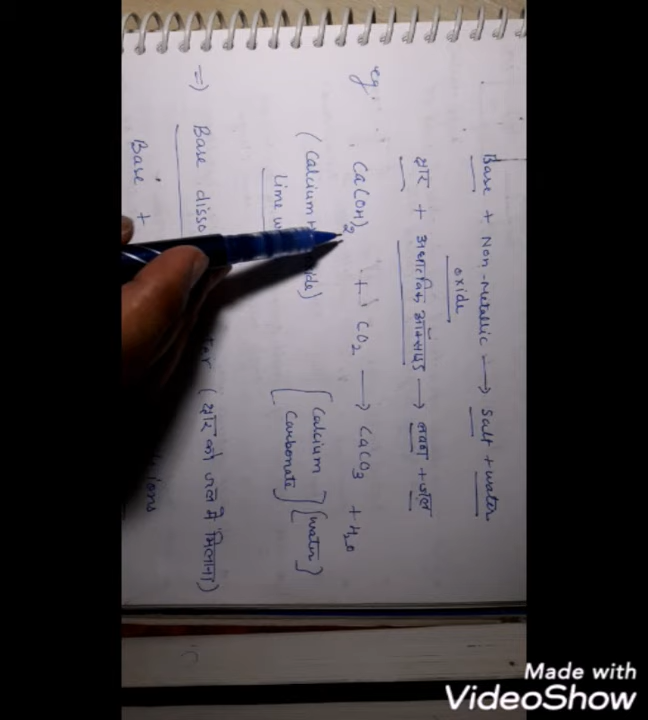 Base + Non-Metallic → Salt + water
oxide
क्षार + अधात्विक ऑक्साइड → लवण + जल
eg. Ca(OH)2 + CO2 → CaCO3 + H2O
(Calcium
Lime
[Calcium Carbonate] [water]
=) Base (क्षार को जल में मिलाना)
Base + ions
Made with
VideoShow